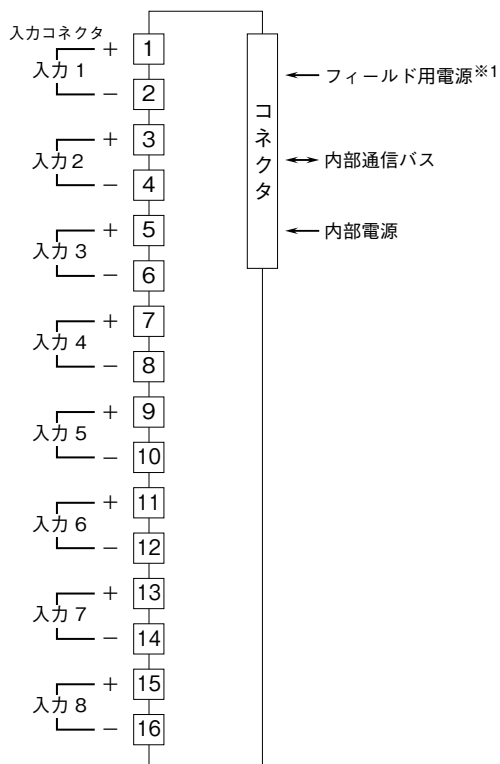 入力コネクタ
入力 1
+ 1
− 2
入力 2
+ 3
− 4
入力 3
+ 5
− 6
入力 4
+ 7
− 8
入力 5
+ 9
− 10
入力 6
+ 11
− 12
入力 7
+ 13
− 14
入力 8
+ 15
− 16
コネクタ
フィールド用電源※1
内部通信バス
内部電源